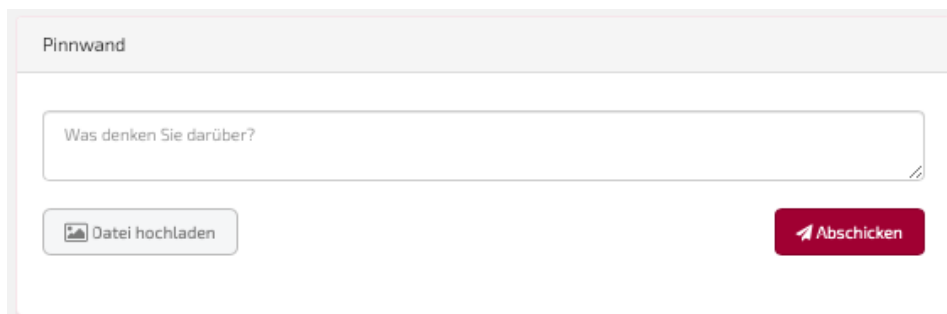 Pinnwand
Was denken Sie darüber?
Datei hochladen
Abschicken